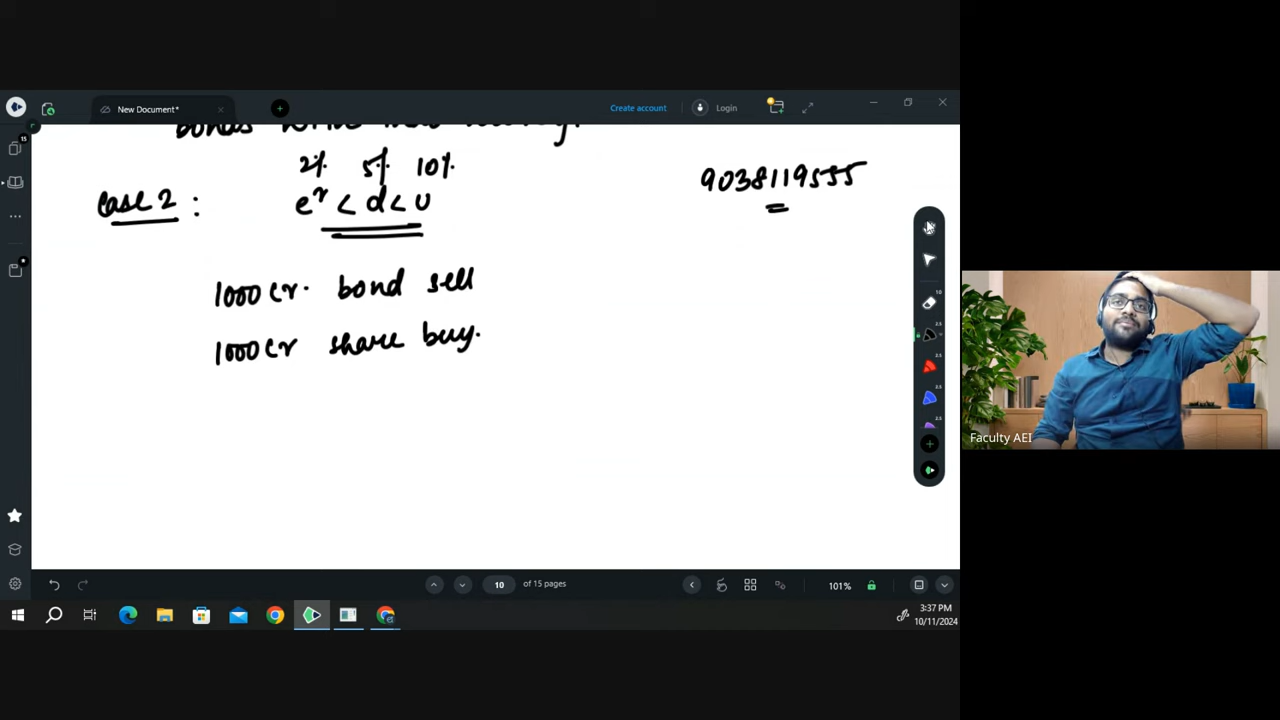 New Document*
Create account
Login
bonds
2% 5% 10%
Case 2 : e^r < d < u
9038119555
1000 cr. bond sell
1000 cr share buy.
Faculty AEI
10 of 15 pages
101%
3:37 PM
10/11/2024